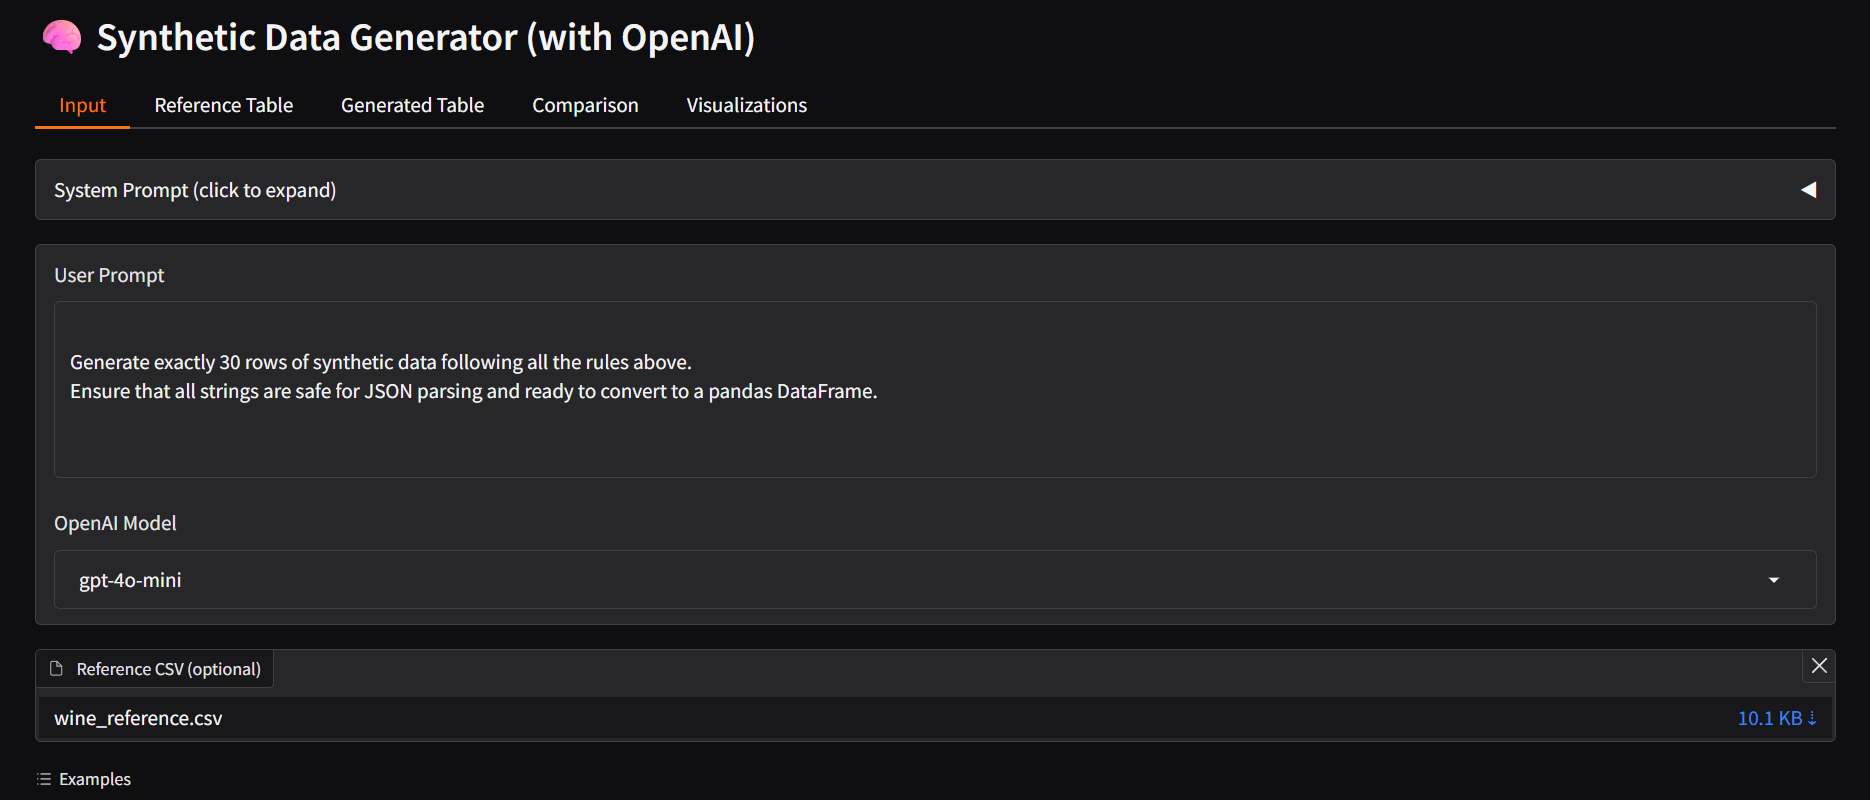 Synthetic Data Generator (with OpenAI)
Input
Reference Table
Generated Table
Comparison
Visualizations
System Prompt (click to expand)
User Prompt
Generate exactly 30 rows of synthetic data following all the rules above.
Ensure that all strings are safe for JSON parsing and ready to convert to a pandas DataFrame.
OpenAI Model
gpt-4o-mini
Reference CSV (optional)
wine_reference.csv
10.1 KB ⇣
Examples